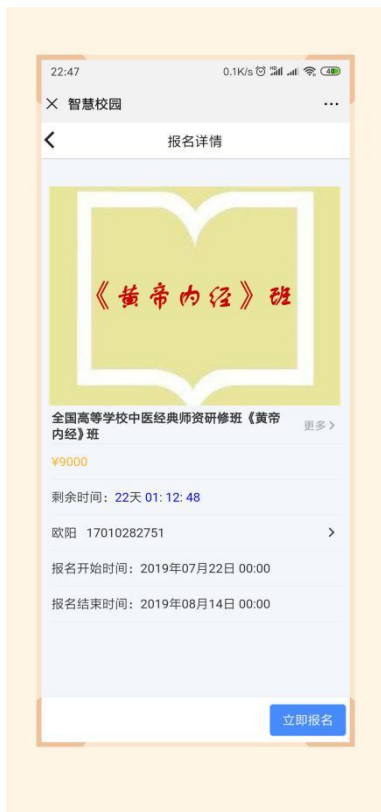 22:47 0.1K/s 40
智慧校园
报名详情
《黄帝内经》班
全国高等学校中医经典师资研修班《黄帝
内经》班
更多
¥9000
剩余时间：22天 01: 12: 48
欧阳 17010282751
报名开始时间：2019年07月22日 00:00
报名结束时间：2019年08月14日 00:00
立即报名